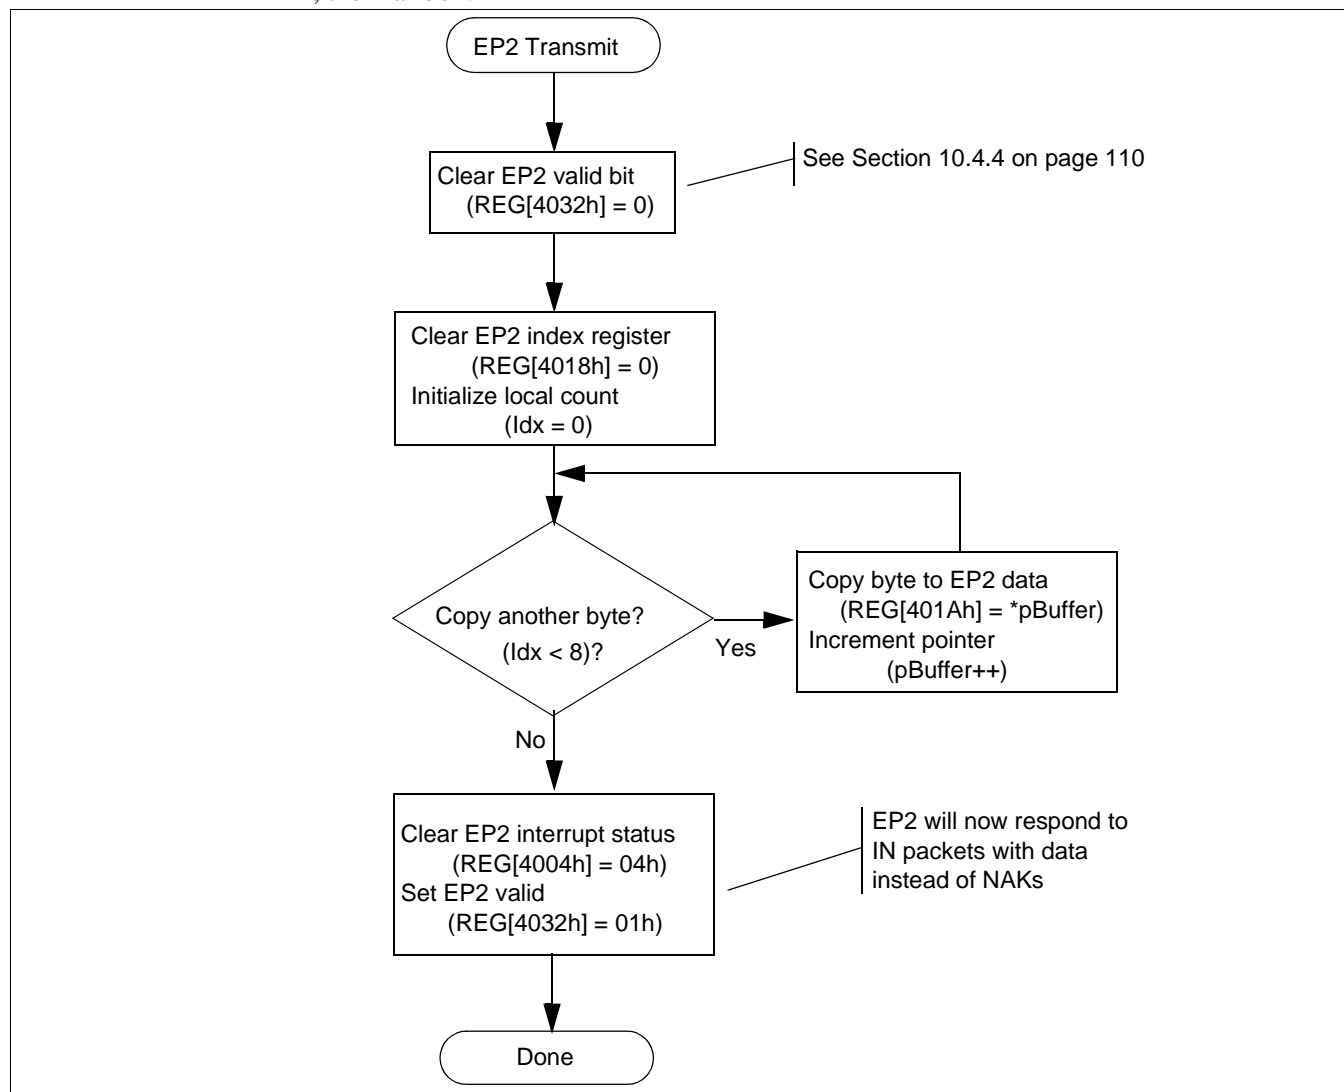 EP2 Transmit
Clear EP2 valid bit
(REG[4032h] = 0)
See Section 10.4.4 on page 110
Clear EP2 index register
(REG[4018h] = 0)
Initialize local count
(Idx = 0)
Copy another byte?
(Idx < 8)?
Yes
Copy byte to EP2 data
(REG[401Ah] = *pBuffer)
Increment pointer
(pBuffer++)
No
Clear EP2 interrupt status
(REG[4004h] = 04h)
Set EP2 valid
(REG[4032h] = 01h)
EP2 will now respond to
IN packets with data
instead of NAKs
Done